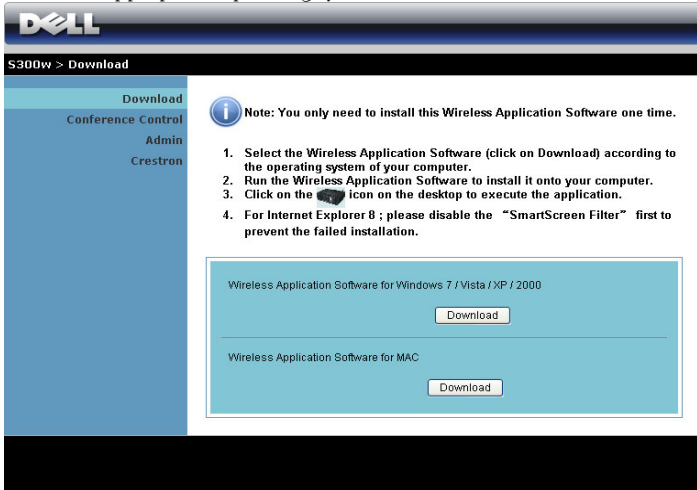 DELL
S300w > Download
Download
Conference Control
Admin
Crestron
Note: You only need to install this Wireless Application Software one time.
1. Select the Wireless Application Software (click on Download) according to
the operating system of your computer.
2. Run the Wireless Application Software to install it onto your computer.
3. Click on the icon on the desktop to execute the application.
4. For Internet Explorer 8 ; please disable the “SmartScreen Filter” first to
prevent the failed installation.
Wireless Application Software for Windows 7 / Vista / XP / 2000
Download
Wireless Application Software for MAC
Download